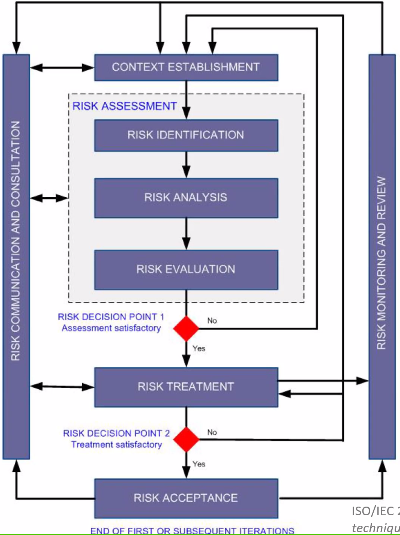 CONTEXT ESTABLISHMENT
RISK ASSESSMENT
RISK IDENTIFICATION
RISK ANALYSIS
RISK EVALUATION
RISK COMMUNICATION AND CONSULTATION
RISK MONITORING AND REVIEW
RISK DECISION POINT 1
Assessment satisfactory
No
Yes
RISK TREATMENT
RISK DECISION POINT 2
Treatment satisfactory
No
Yes
RISK ACCEPTANCE
ISO/IEC 2
techniqu
END OF FIRST OR SUBSEQUENT ITERATIONS